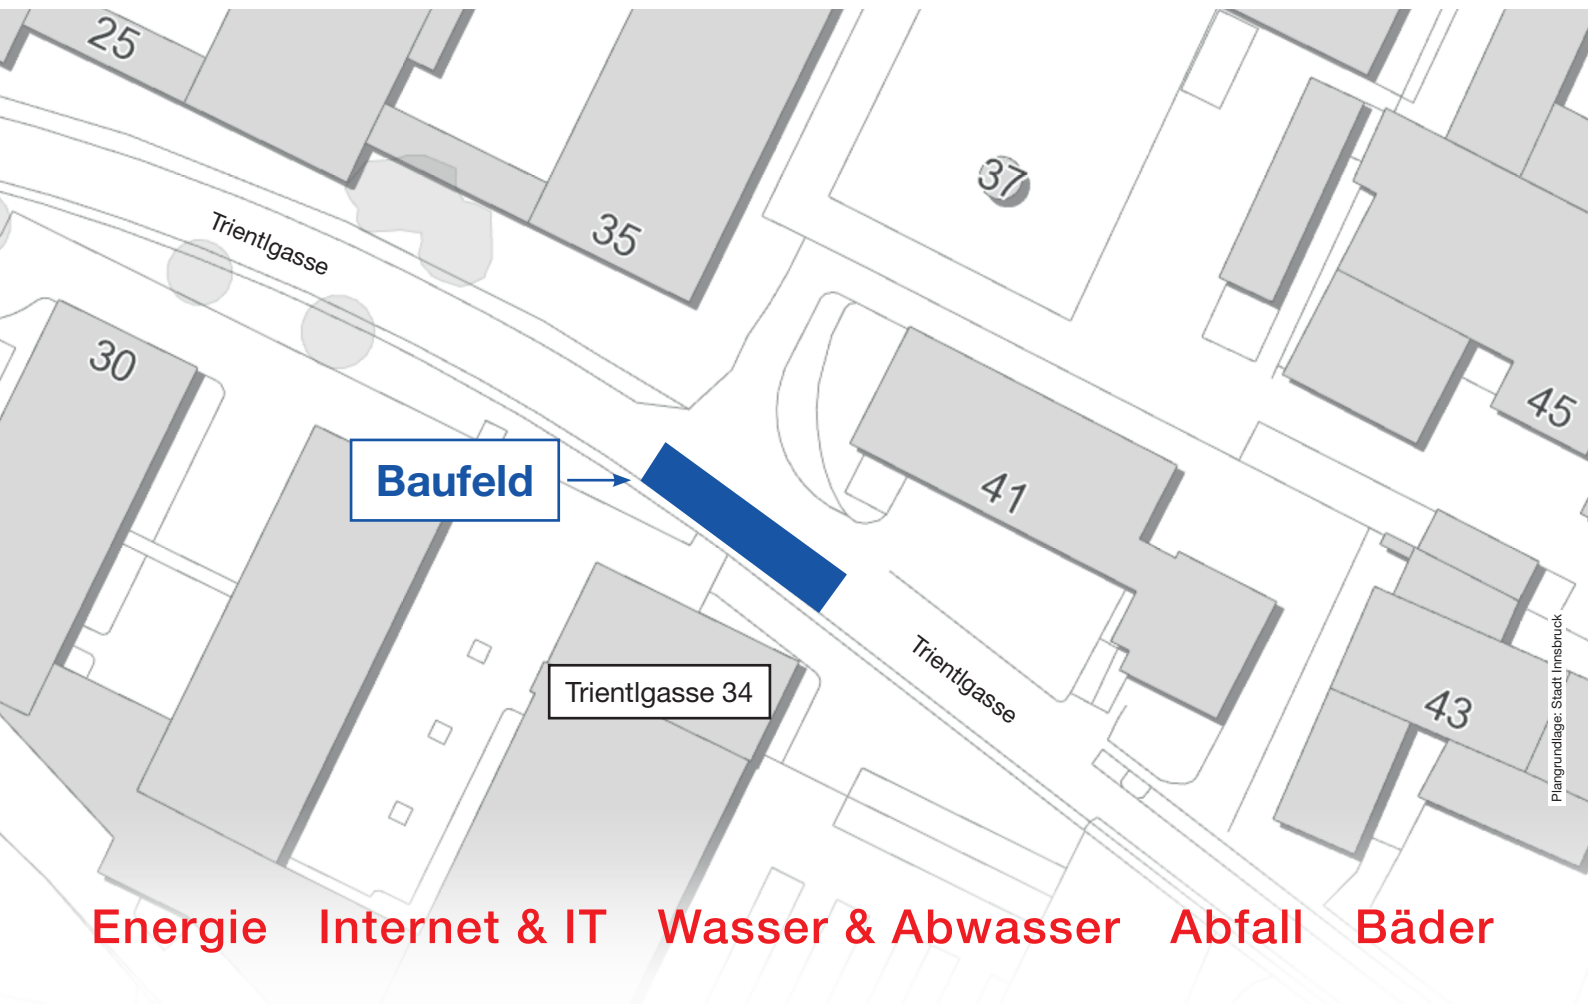 25
37
Trientlgasse
35
30
45
Baufeld
41
Trientlgasse
Trientlgasse 34
43
Plangrundlage: Stadt Innsbruck
Energie Internet & IT Wasser & Abwasser Abfall Bäder